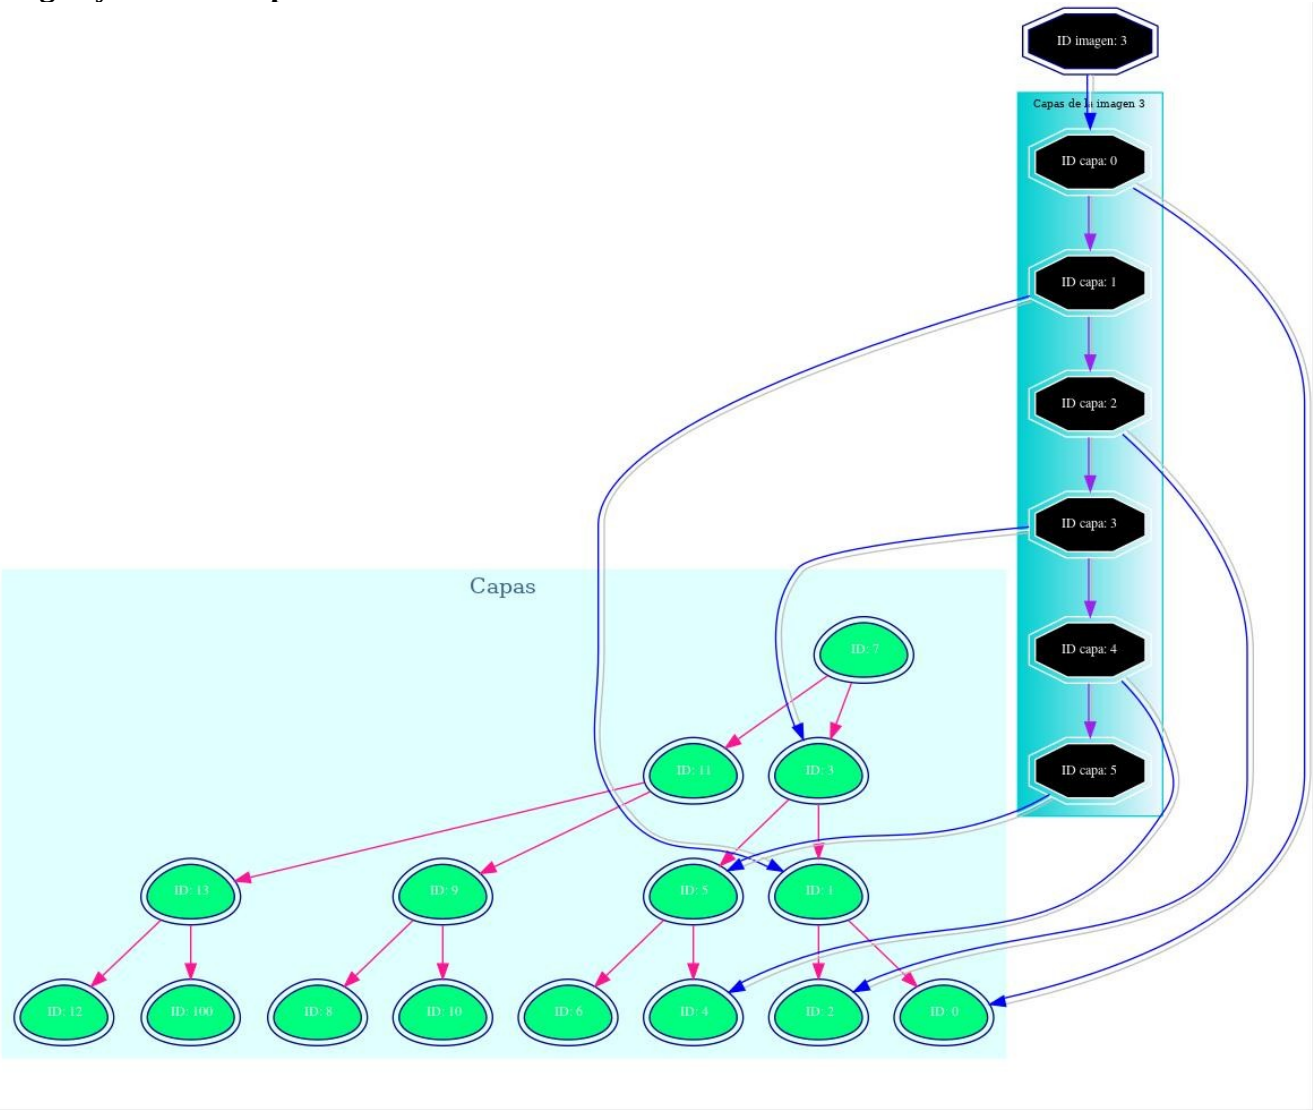 ID imagen: 3
Capas de la imagen 3
ID capa: 0
ID capa: 1
ID capa: 2
ID capa: 3
ID capa: 4
ID capa: 5
Capas
ID: 7
ID: 11
ID: 3
ID: 13
ID: 9
ID: 5
ID: 1
ID: 12
ID: 100
ID: 8
ID: 10
ID: 6
ID: 4
ID: 2
ID: 0